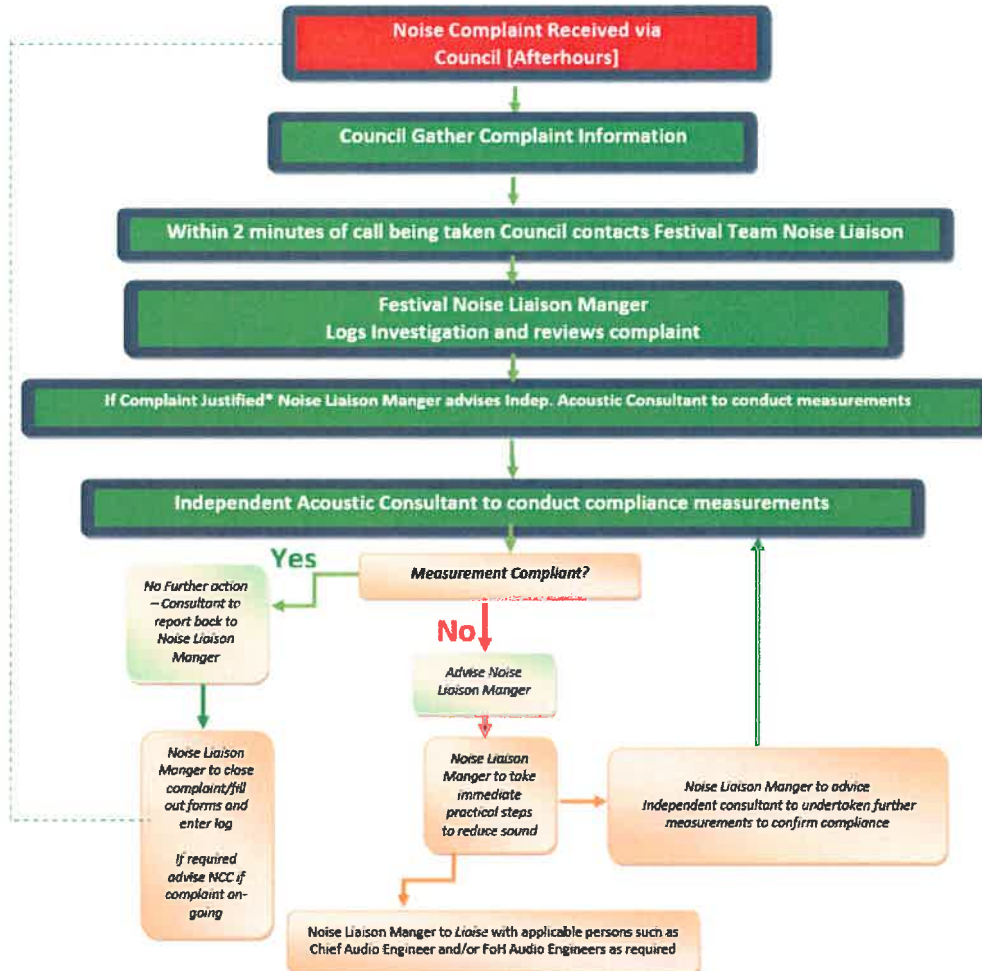 Noise Complaint Received via
Council [Afterhours]
Council Gather Complaint Information
Within 2 minutes of call being taken Council contacts Festival Team Noise Liaison
Festival Noise Liaison Manger
Logs Investigation and reviews complaint
If Complaint Justified* Noise Liaison Manger advises Indep. Acoustic Consultant to conduct measurements
Independent Acoustic Consultant to conduct compliance measurements
Yes
Measurement Compliant?
No Further action
– Consultant to
report back to
Noise Liaison
Manger
No
Advise Noise
Liaison Manger
Noise Liaison
Manger to close
complaint/fill
out forms and
enter log
If required
advise NCC if
complaint on-
going
Noise Liaison
Manger to take
immediate
practical steps
to reduce sound
Noise Liaison Manger to advice
Independent consultant to undertaken further
measurements to confirm compliance
Noise Liaison Manger to Liaise with applicable persons such as
Chief Audio Engineer and/or FoH Audio Engineers as required